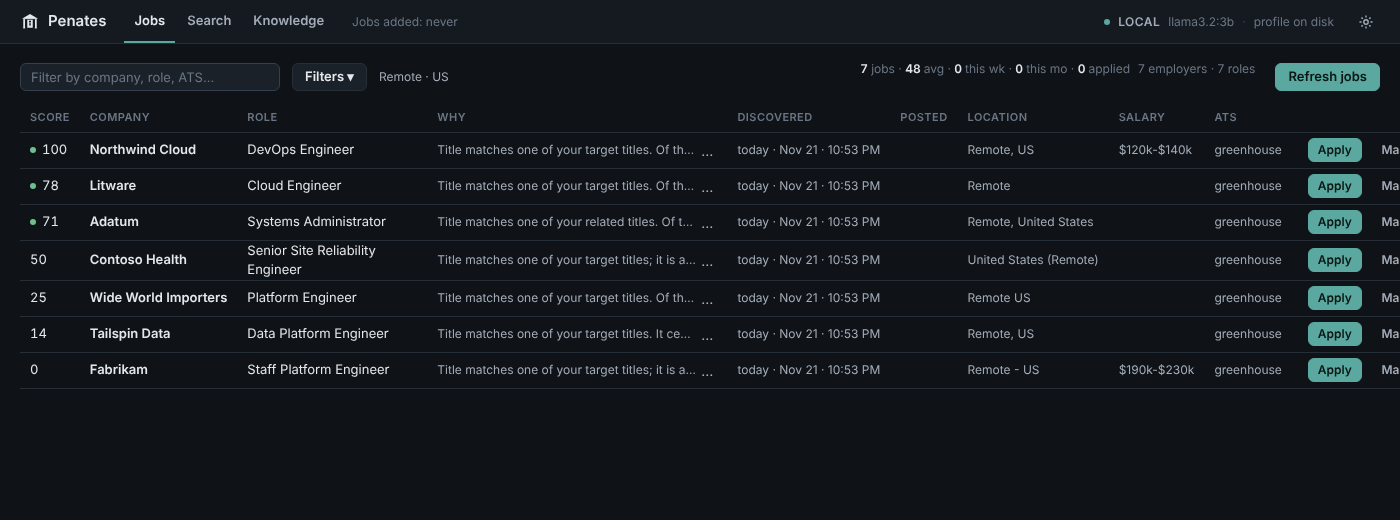 Penates Jobs Search Knowledge Jobs added: never LOCAL llama3.2:3b · profile on disk
Filter by company, role, ATS... Filters ▾ Remote · US 7 jobs · 48 avg · 0 this wk · 0 this mo · 0 applied 7 employers · 7 roles Refresh jobs
SCORE COMPANY ROLE WHY DISCOVERED POSTED LOCATION SALARY ATS
100 Northwind Cloud DevOps Engineer Title matches one of your target titles. Of th... ... today · Nov 21 · 10:53 PM Remote, US $120k-$140k greenhouse Apply Ma
78 Litware Cloud Engineer Title matches one of your target titles. Of th... ... today · Nov 21 · 10:53 PM Remote greenhouse Apply Ma
71 Adatum Systems Administrator Title matches one of your related titles. Of t... ... today · Nov 21 · 10:53 PM Remote, United States greenhouse Apply Ma
50 Contoso Health Senior Site Reliability Engineer Title matches one of your target titles; it is a... ... today · Nov 21 · 10:53 PM United States (Remote) greenhouse Apply Ma
25 Wide World Importers Platform Engineer Title matches one of your target titles. Of th... ... today · Nov 21 · 10:53 PM Remote US greenhouse Apply Ma
14 Tailspin Data Data Platform Engineer Title matches one of your target titles. It ce... ... today · Nov 21 · 10:53 PM Remote, US greenhouse Apply Ma
0 Fabrikam Staff Platform Engineer Title matches one of your target titles; it is a... ... today · Nov 21 · 10:53 PM Remote - US $190k-$230k greenhouse Apply Ma